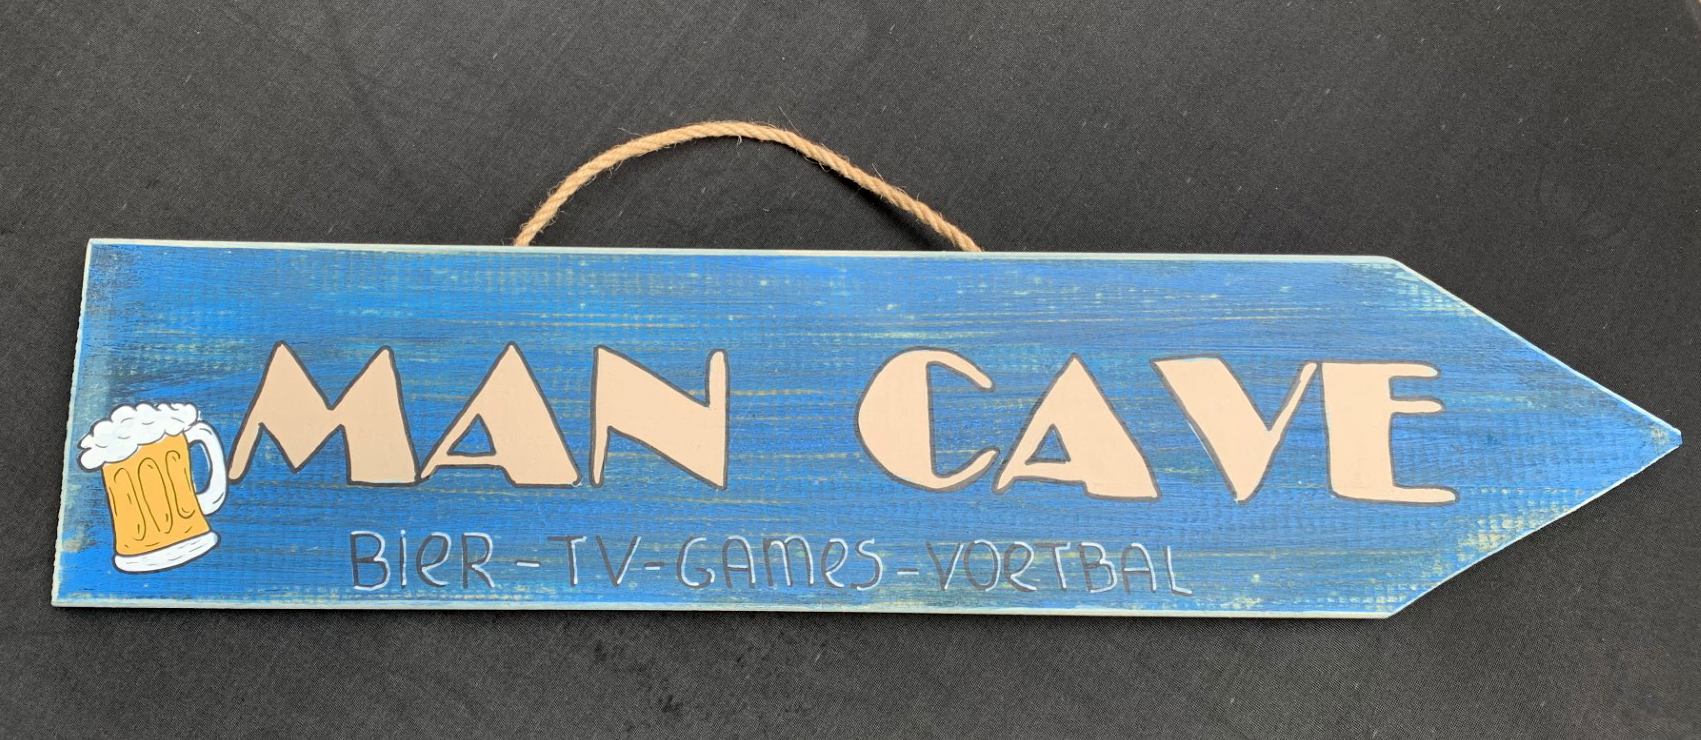 MAN CAVE
BieR - TV - GAMes - VOeTBAL